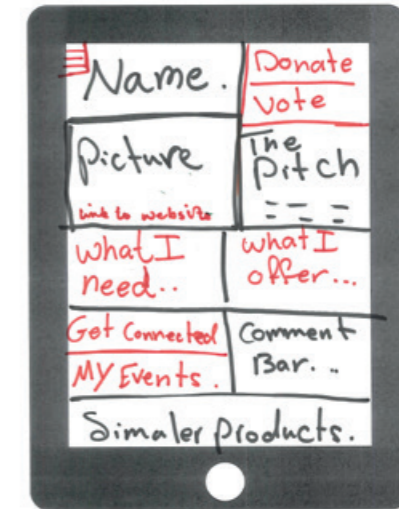 Name.
Donate
Vote
Picture
Link to website
The
Pitch
What I
need..
what I
offer...
Get Connected
MY Events.
Comment
Bar...
Simaler products.